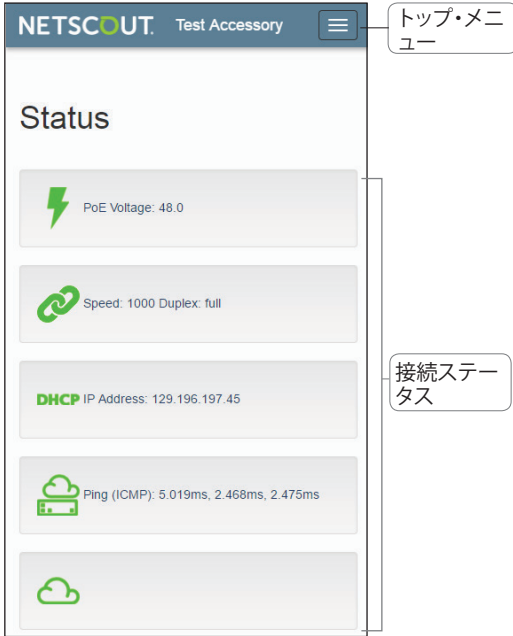 NETSCOUT. Test Accessory
トップ・メニ
ュー
Status
PoE Voltage: 48.0
Speed: 1000 Duplex: full
接続ステー
タス
DHCP IP Address: 129.196.197.45
Ping (ICMP): 5.019ms, 2.468ms, 2.475ms